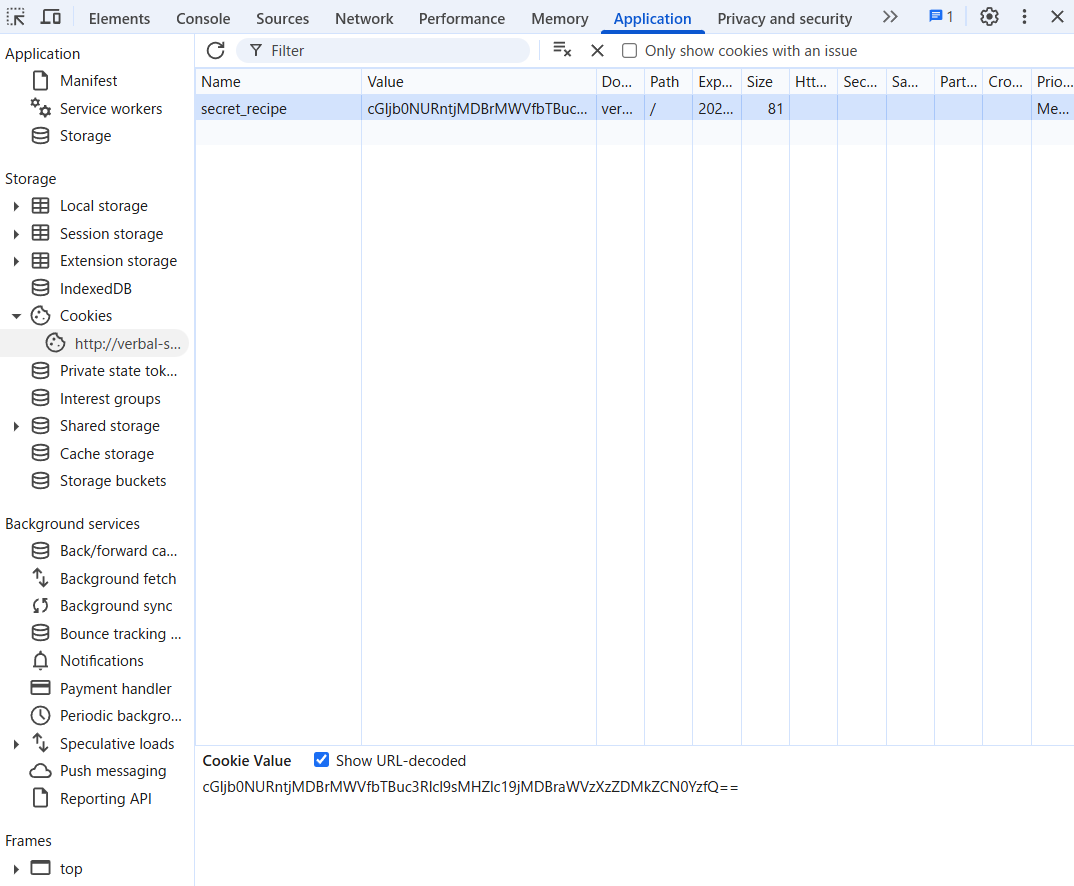 Elements Console Sources Network Performance Memory Application Privacy and security 1
Application
Manifest
Service workers
Storage
Storage
Local storage
Session storage
Extension storage
IndexedDB
Cookies
http://verbal-s...
Private state tok...
Interest groups
Shared storage
Cache storage
Storage buckets
Background services
Back/forward ca...
Background fetch
Background sync
Bounce tracking ...
Notifications
Payment handler
Periodic backgro...
Speculative loads
Push messaging
Reporting API
Frames
top
Filter Only show cookies with an issue
Name Value Do... Path Exp... Size Htt... Sec... Sa... Part... Cro... Prio...
secret_recipe cGljb0NURntjMDBrMWVfbTBuc... ver... / 202... 81 Me...
Cookie Value Show URL-decoded
cGljb0NURntjMDBrMWVfbTBuc3Rlcl9sMHZlc19jMDBraWVzXzZDMkZCN0YzfQ==